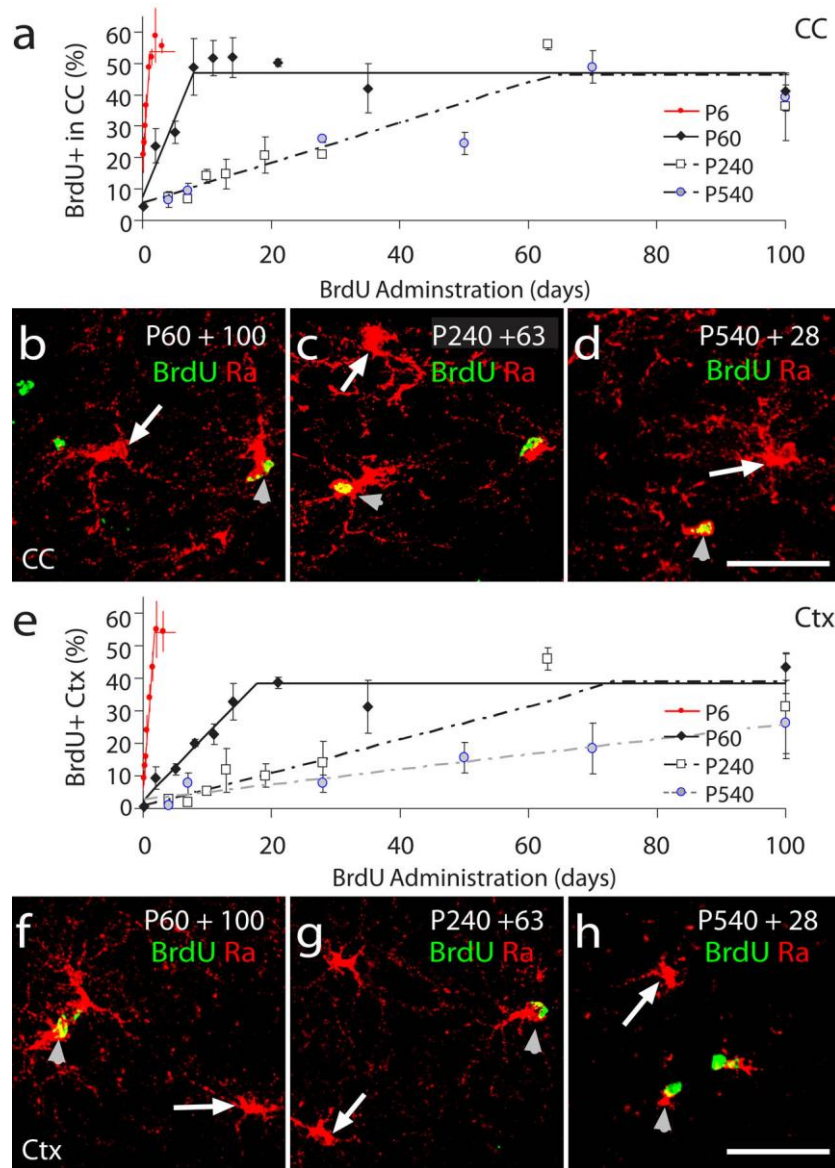 a
CC
BrdU+ in CC (%)
60
50
40
30
20
10
0
P6
P60
P240
P540
0 20 40 60 80 100
BrdU Adminstration (days)
b
P60 + 100
BrdU Ra
CC
c
P240 +63
BrdU Ra
d
P540 + 28
BrdU Ra
e
Ctx
BrdU+ Ctx (%)
60
50
40
30
20
10
0
P6
P60
P240
P540
0 20 40 60 80 100
BrdU Administration (days)
f
P60 + 100
BrdU Ra
Ctx
g
P240 +63
BrdU Ra
h
P540 + 28
BrdU Ra